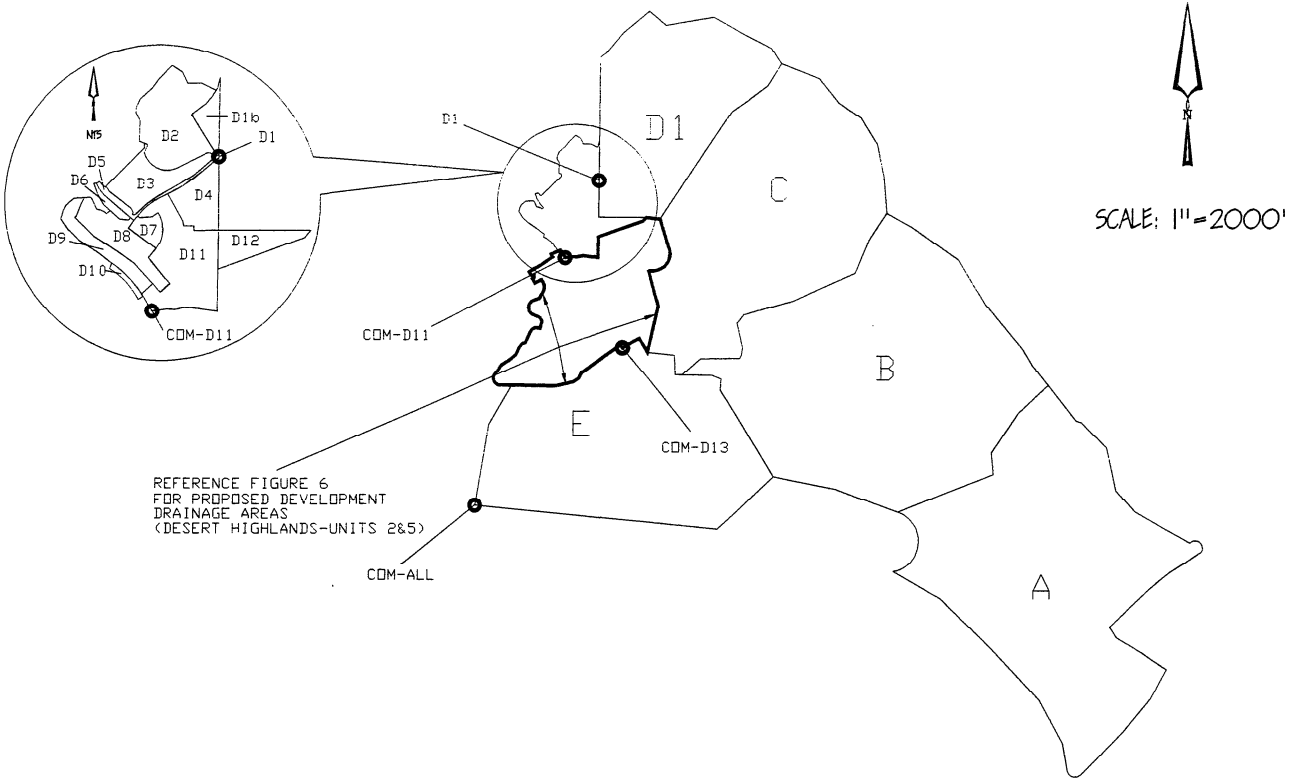 D1b
D2
D1
D5
D6
D3
D4
D7
D8
D9
D11
D12
D10
COM-D11
NTS
D1
D1
C
N
SCALE: 1"=2000'
COM-D11
B
E
COM-D13
REFERENCE FIGURE 6
FOR PROPOSED DEVELOPMENT
DRAINAGE AREAS
(DESERT HIGHLANDS-UNITS 2&5)
COM-ALL
A